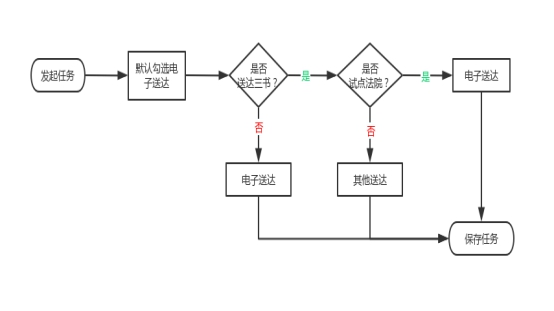 发起任务
默认勾选电
子送达
是否
送达三书？
是
是否
试点法院？
是
电子送达
否
否
电子送达
其他送达
保存任务